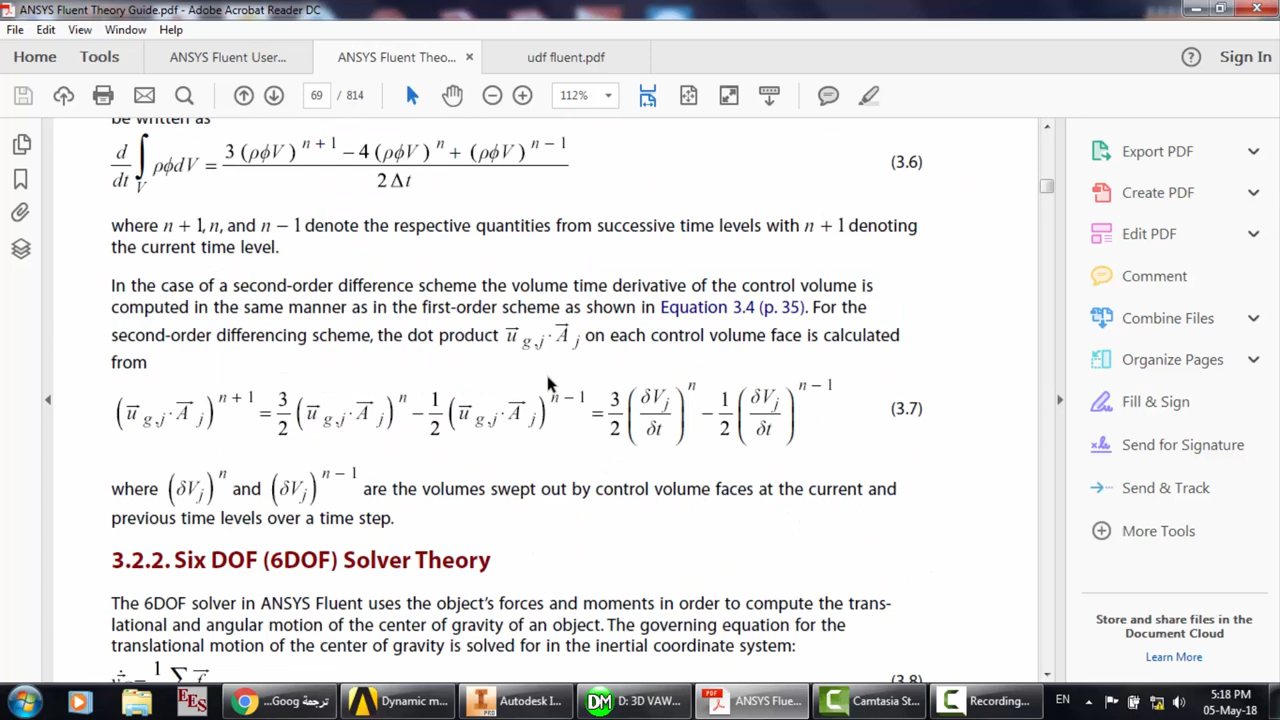 ANSYS Fluent Theory Guide.pdf - Adobe Acrobat Reader DC
File Edit View Window Help
Home Tools ANSYS Fluent User... ANSYS Fluent Theo... × udf fluent.pdf Sign In
69 / 814 112%
be written as
d/dt ∫_V ρϕdV = (3 (ρϕV)^{n+1} − 4 (ρϕV)^n + (ρϕV)^{n−1}) / (2 Δt) (3.6)
where n + 1, n, and n − 1 denote the respective quantities from successive time levels with n + 1 denoting
the current time level.
In the case of a second-order difference scheme the volume time derivative of the control volume is
computed in the same manner as in the first-order scheme as shown in Equation 3.4 (p. 35). For the
second-order differencing scheme, the dot product u⃗_{g,j} · A⃗_j on each control volume face is calculated
from
(u⃗_{g,j} · A⃗_j)^{n+1} = 3/2 (u⃗_{g,j} · A⃗_j)^n − 1/2 (u⃗_{g,j} · A⃗_j)^{n−1} = 3/2 (δV_j/δt)^n − 1/2 (δV_j/δt)^{n−1} (3.7)
where (δV_j)^n and (δV_j)^{n−1} are the volumes swept out by control volume faces at the current and
previous time levels over a time step.
3.2.2. Six DOF (6DOF) Solver Theory
The 6DOF solver in ANSYS Fluent uses the object's forces and moments in order to compute the trans-
lational and angular motion of the center of gravity of an object. The governing equation for the
translational motion of the center of gravity is solved for in the inertial coordinate system:
(3.8)
Export PDF
Create PDF
Edit PDF
Comment
Combine Files
Organize Pages
Fill & Sign
Send for Signature
Send & Track
More Tools
Store and share files in the
Document Cloud
Learn More
EES ترجمة - Goog... Dynamic m... Autodesk I... D: 3D VAW... ANSYS Flue... Camtasia St... Recording... EN 5:18 PM
05-May-18